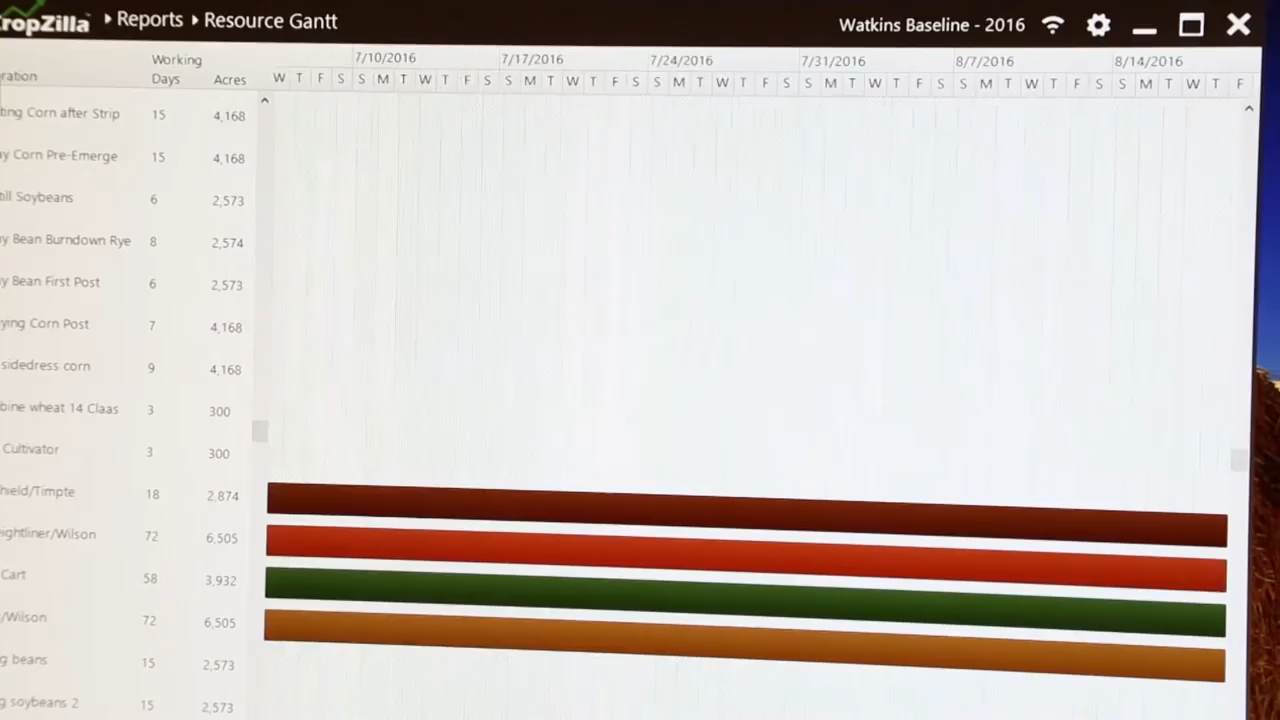 CropZilla Reports Resource Gantt Watkins Baseline - 2016
Working
7/10/2016 7/17/2016 7/24/2016 7/31/2016 8/7/2016 8/14/2016
ration Days Acres W T F S S M T W T F S S M T W T F S S M T W T F S S M T W T F S S M T W T F S S M T W T F
ting Corn after Strip 15 4,168
ay Corn Pre-Emerge 15 4,168
till Soybeans 6 2,573
ay Bean Burndown Rye 8 2,574
ay Bean First Post 6 2,573
ying Corn Post 7 4,168
sidedress corn 9 4,168
bine wheat 14 Claas 3 300
Cultivator 3 300
hield/Timpte 18 2,874
eightliner/Wilson 72 6,505
Cart 58 3,932
/Wilson 72 6,505
g beans 15 2,573
g soybeans 2 15 2,573